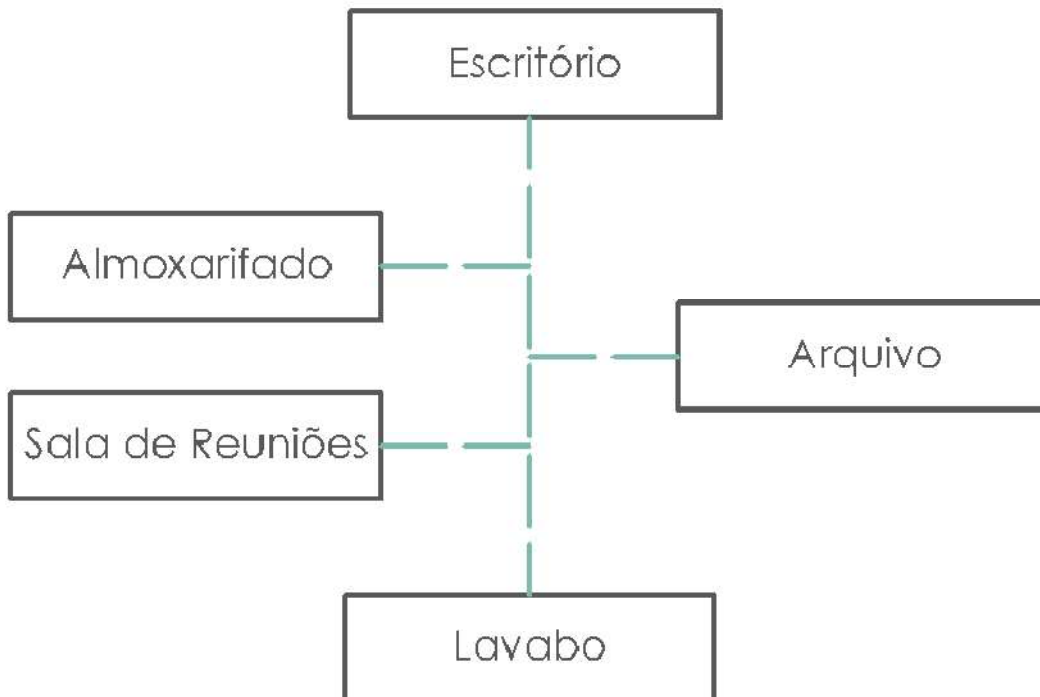 Escritório
Almoxarifado
Arquivo
Sala de Reuniões
Lavabo